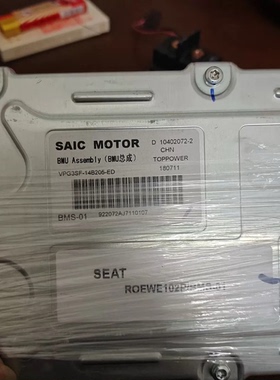 SAIC MOTOR
D 10402072-2
CHN
BMU Assembly (BMU总成)
TOPPOWER
VPG3SF-14B206-ED
180711
BMS-01
SEAT